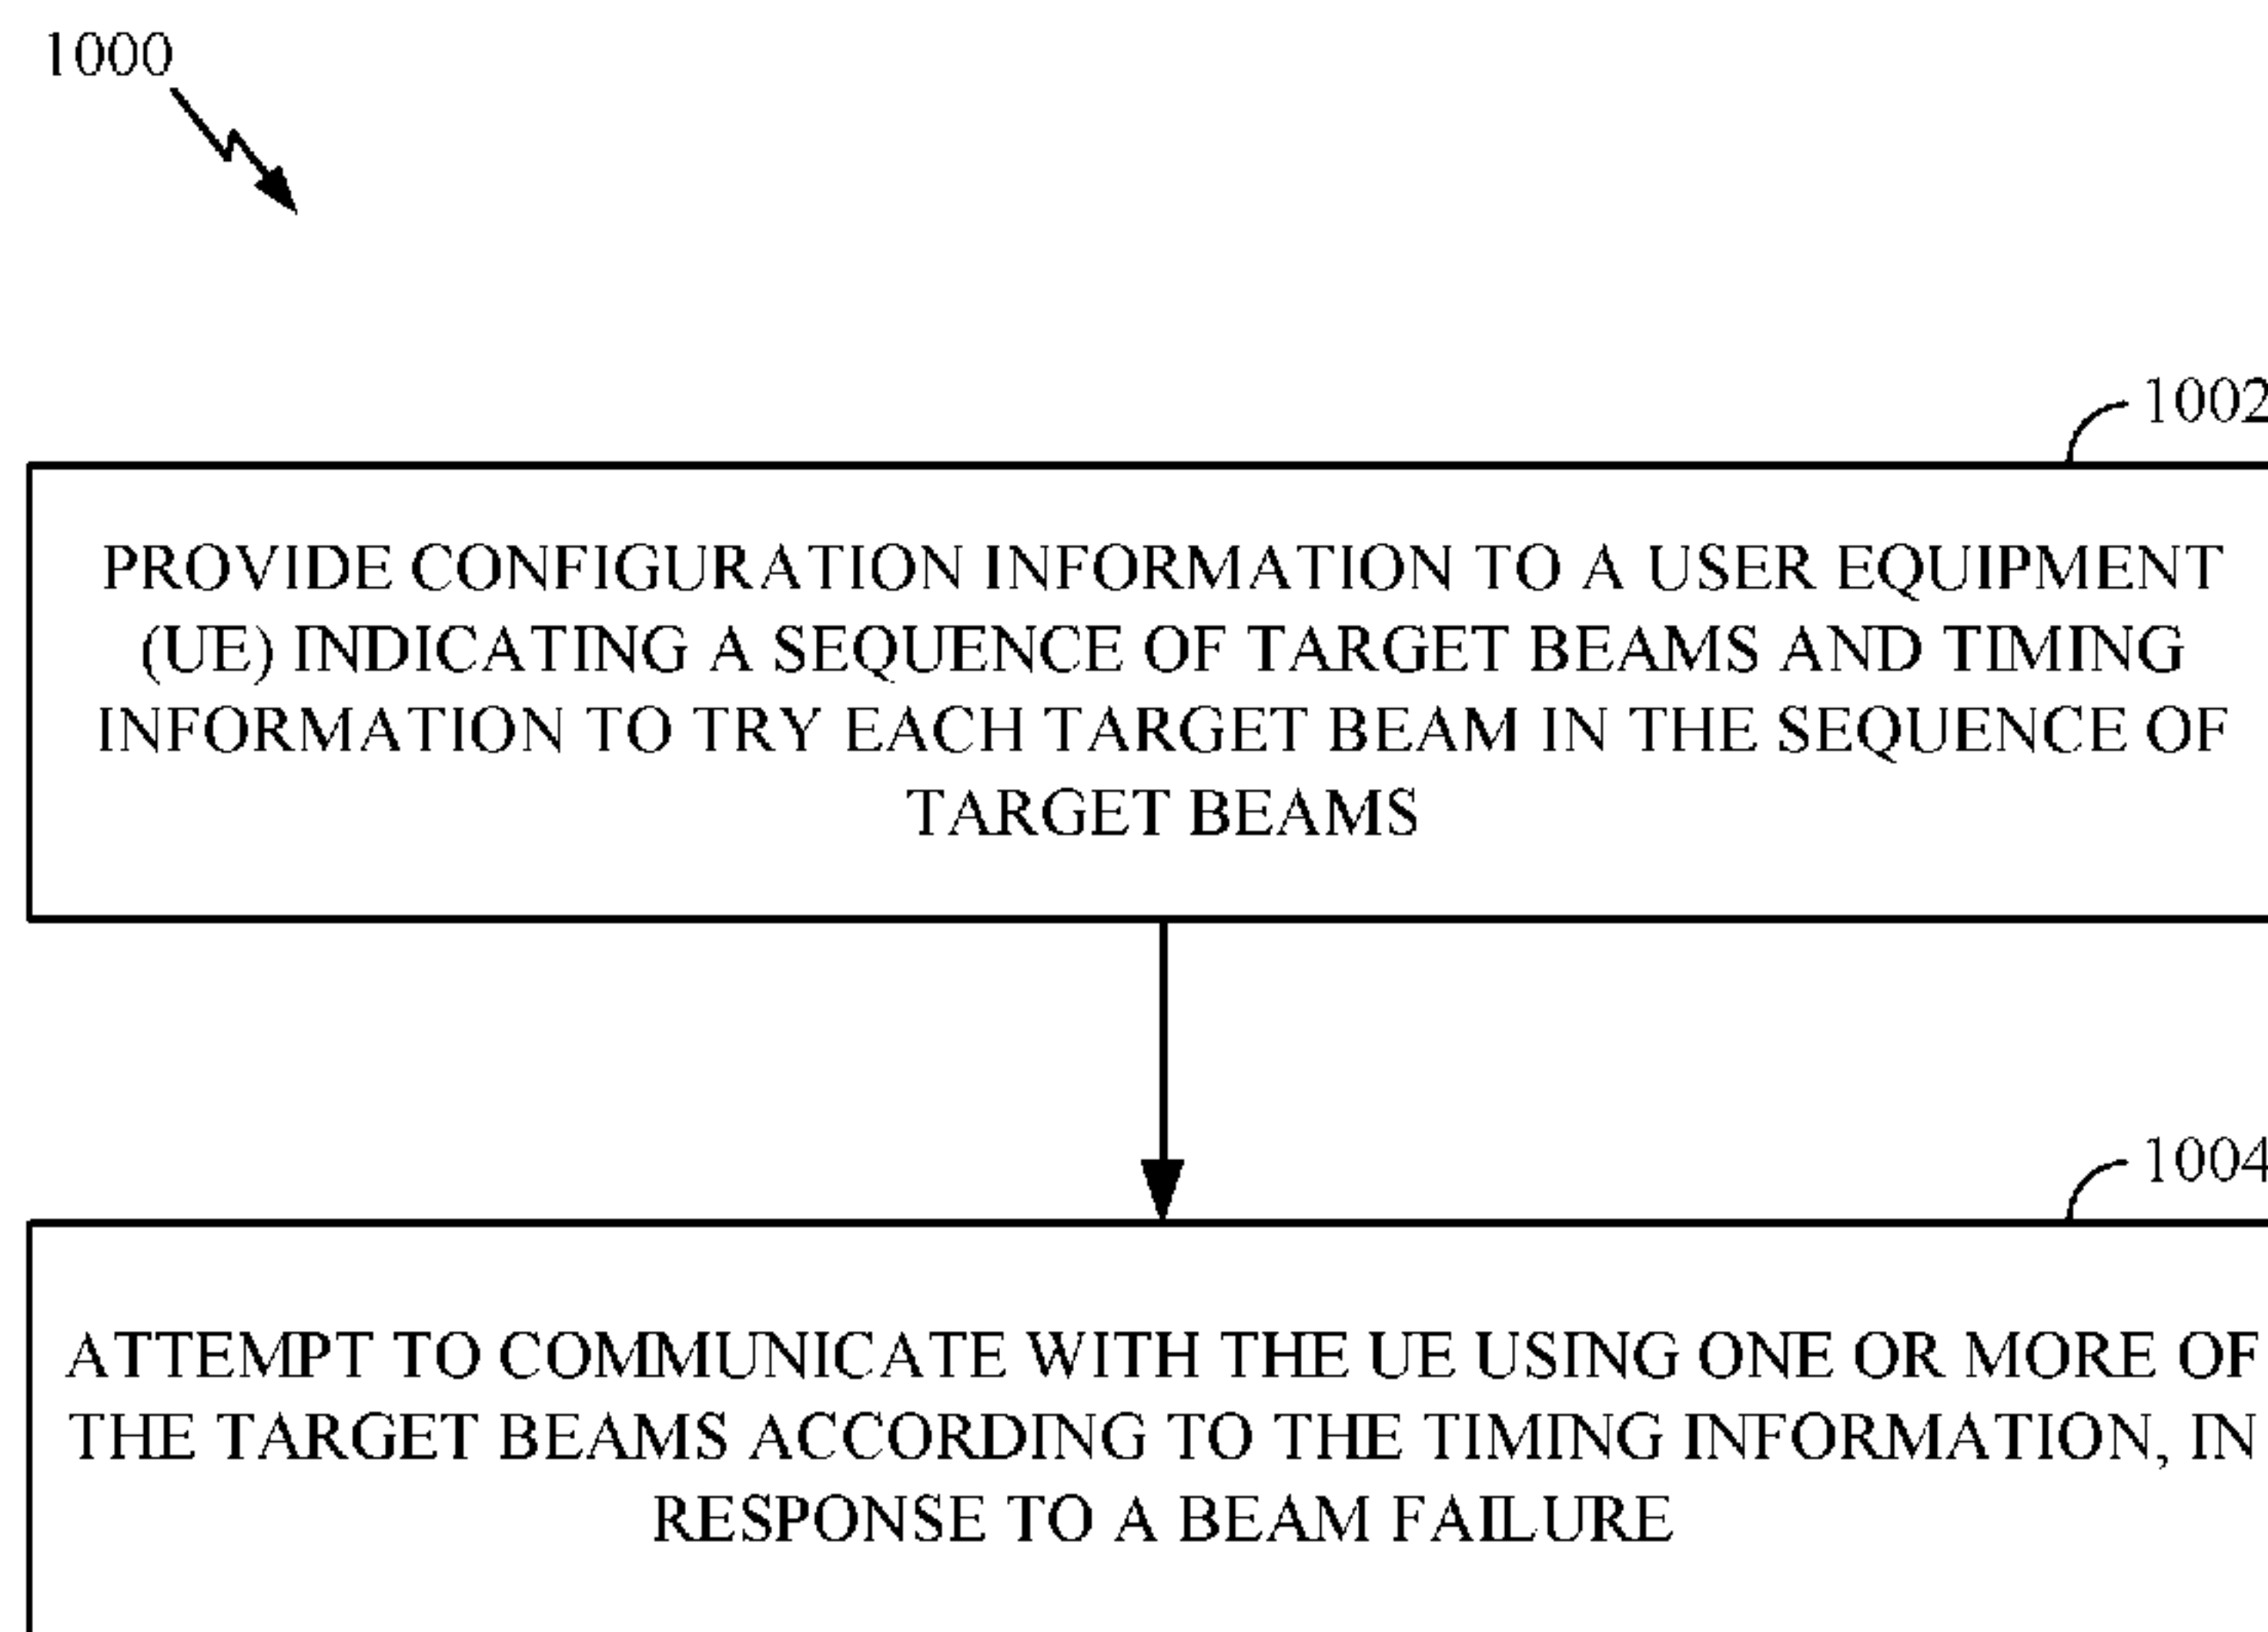 1000
1002
PROVIDE CONFIGURATION INFORMATION TO A USER EQUIPMENT
(UE) INDICATING A SEQUENCE OF TARGET BEAMS AND TIMING
INFORMATION TO TRY EACH TARGET BEAM IN THE SEQUENCE OF
TARGET BEAMS
1004
ATTEMPT TO COMMUNICATE WITH THE UE USING ONE OR MORE OF
THE TARGET BEAMS ACCORDING TO THE TIMING INFORMATION, IN
RESPONSE TO A BEAM FAILURE